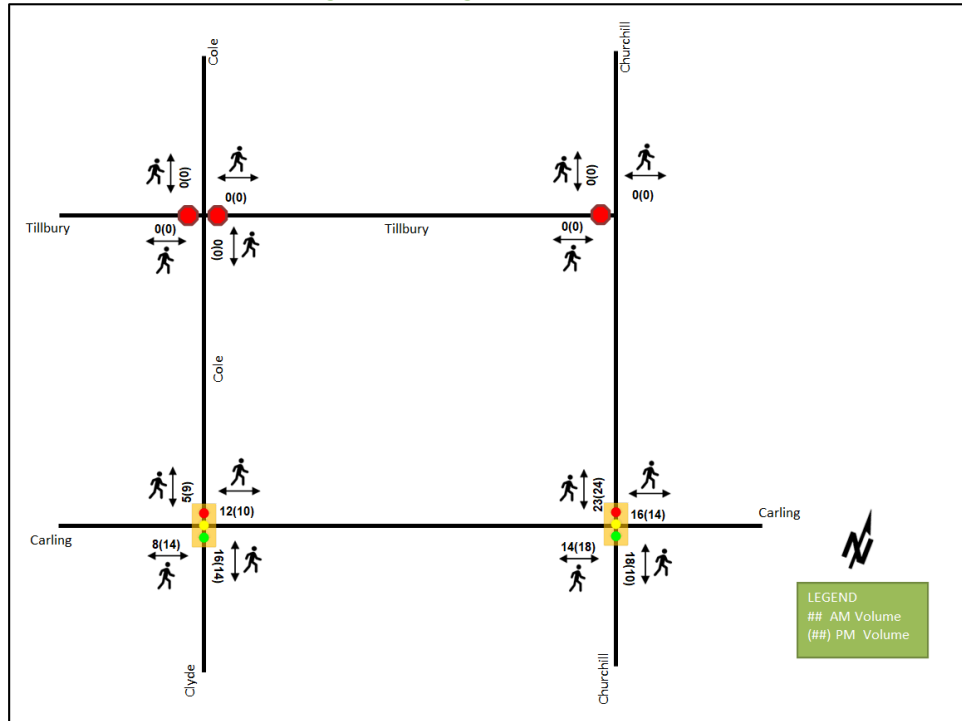 Cole
Churchill
0(0)
0(0)
0(0)
0(0)
Tillbury
0(0)
0(0)
Tillbury
0(0)
Cole
5(9)
12(10)
23(24)
16(14)
Carling
Carling
8(14)
16(14)
14(18)
18(10)
LEGEND
## AM Volume
(##) PM Volume
Clyde
Churchill